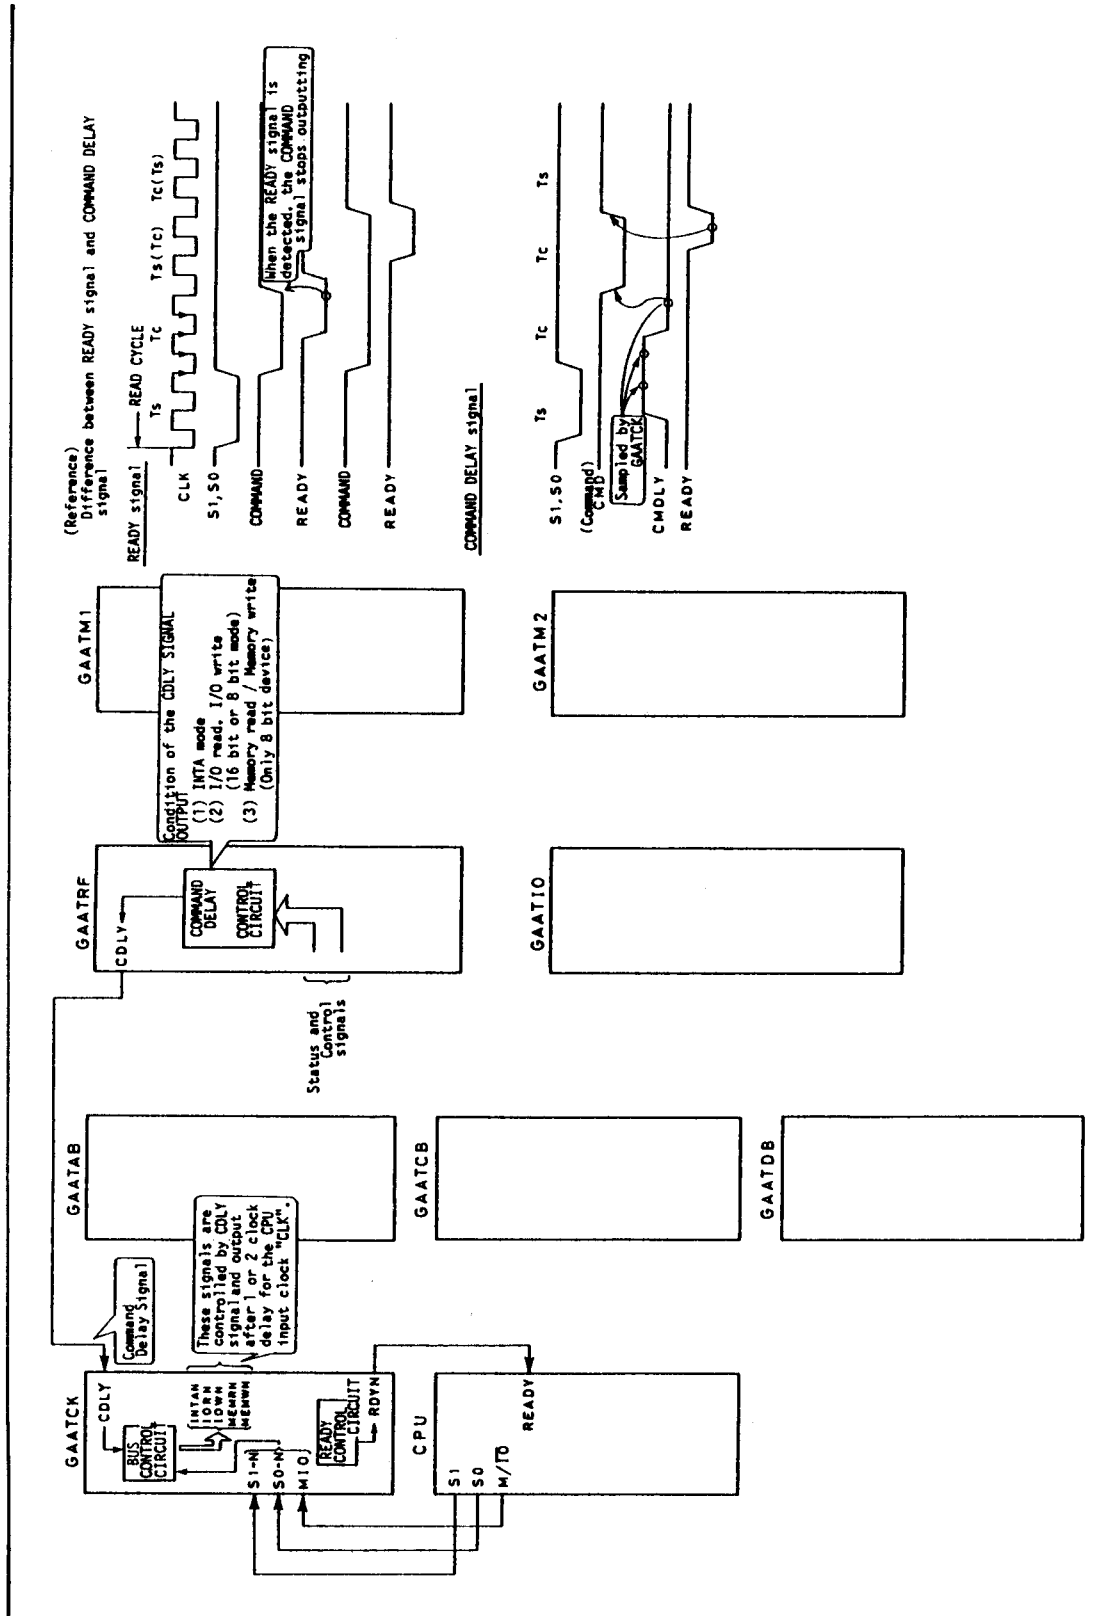 GAATCK
CDLY
BUS
CONTROL
CIRCUIT
INTAN
IORN
IOWN
MEMRN
MEMWN
S1-N
S0-N
MIO
READY
CONTROL
CIRCUIT
RDYN
Command
Delay Signal
These signals are
controlled by CDLY
signal and output
after 1 or 2 clock
delay for the CPU
input clock "CLK".
CPU
S1
S0
M/I̅O̅
READY
GAATAB
GAATCB
GAATDB
GAATRF
CDLY
COMMAND
DELAY
CONTROL
CIRCUIT
Status and
Control
signals
GAATIO
GAATM1
Condition of the CDLY SIGNAL
OUTPUT
(1) INTA mode
(2) I/O read. I/O write
(16 bit or 8 bit mode)
(3) Memory read / Memory write
(Only 8 bit device)
GAATM2
(Reference)
Difference between READY signal and COMMAND DELAY
signal
READY signal
READ CYCLE
Ts Tc Ts(Tc) Tc(Ts)
CLK
S1,S0
COMMAND
When the READY signal is
detected, the COMMAND
signal stops outputting
READY
COMMAND
READY
COMMAND DELAY signal
Ts Tc Tc Ts
S1,S0
(Command)
CMD
Sampled by
GAATCK
CMDLY
READY